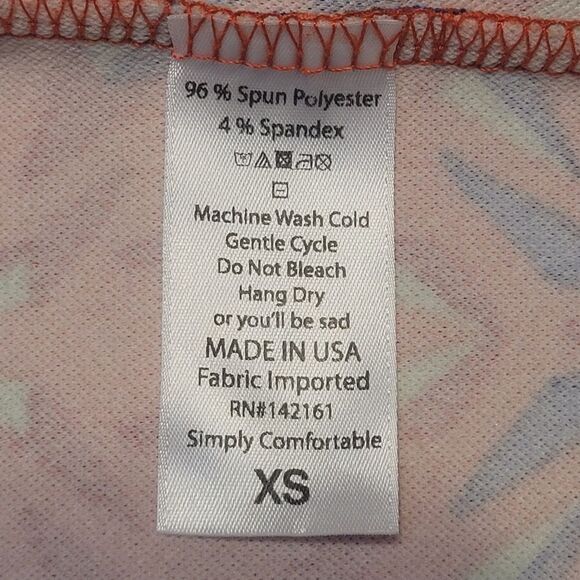 96 % Spun Polyester
4 % Spandex
Machine Wash Cold
Gentle Cycle
Do Not Bleach
Hang Dry
or you'll be sad
MADE IN USA
Fabric Imported
RN#142161
Simply Comfortable
XS